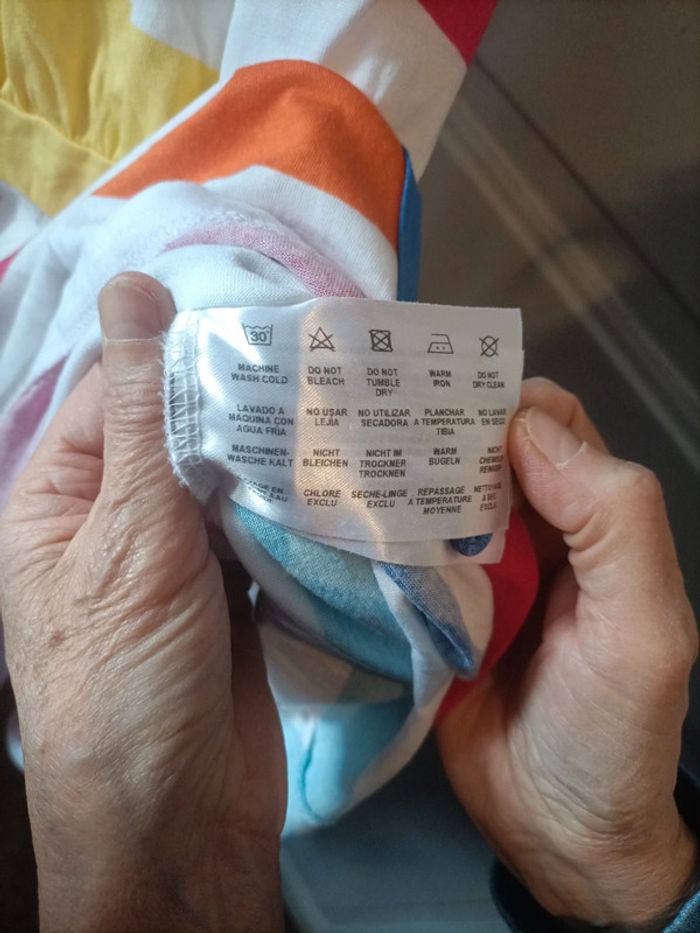 30
MACHINE
WASH COLD
DO NOT
BLEACH
DO NOT
TUMBLE
DRY
WARM
IRON
DO NOT
DRY CLEAN
LAVADO A
MAQUINA CON
AGUA FRIA
NO USAR
LEJIA
NO UTILIZAR
SECADORA
PLANCHAR
A TEMPERATURA
TIBIA
NO LAVAR
EN SECO
MASCHINEN-
WASCHE KALT
NICHT
BLEICHEN
NICHT IM
TROCKNER
TROCKNEN
WARM
BUGELN
NICHT
REINIGEN
EN
EAU
CHLORE
EXCLU
SECHE-LINGE
EXCLU
REPASSAGE
A TEMPERATURE
MOYENNE
A SEC